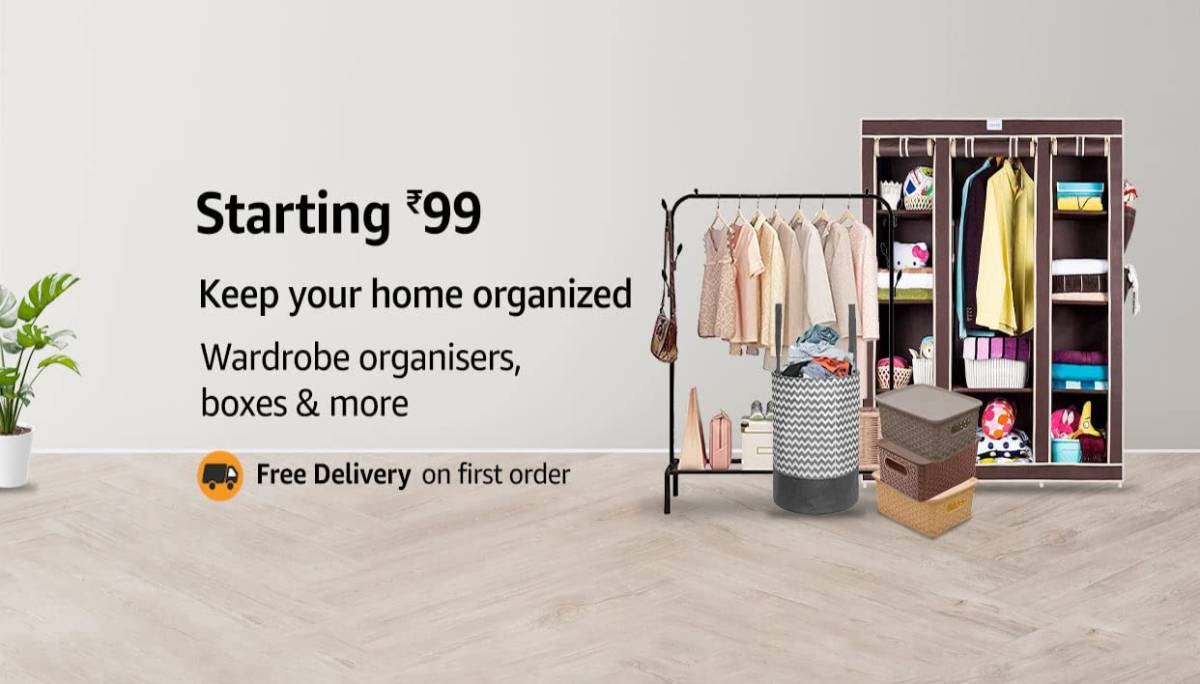 Starting ₹99
Keep your home organized
Wardrobe organisers,
boxes & more
Free Delivery on first order